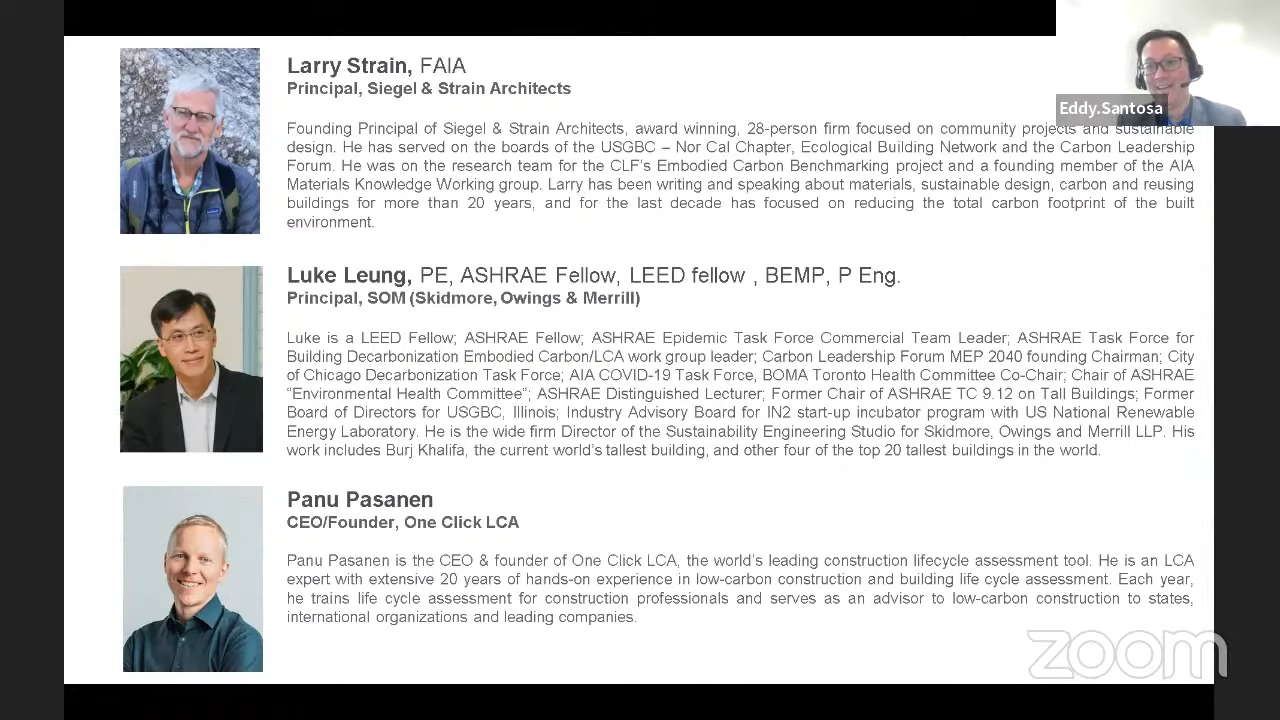 Larry Strain, FAIA
Principal, Siegel & Strain Architects
Eddy.Santosa
Founding Principal of Siegel & Strain Architects, award winning, 28-person firm focused on community projects and sustainable
design. He has served on the boards of the USGBC – Nor Cal Chapter, Ecological Building Network and the Carbon Leadership
Forum. He was on the research team for the CLF's Embodied Carbon Benchmarking project and a founding member of the AIA
Materials Knowledge Working group. Larry has been writing and speaking about materials, sustainable design, carbon and reusing
buildings for more than 20 years, and for the last decade has focused on reducing the total carbon footprint of the built
environment.
Luke Leung, PE, ASHRAE Fellow, LEED fellow , BEMP, P Eng.
Principal, SOM (Skidmore, Owings & Merrill)
Luke is a LEED Fellow; ASHRAE Fellow; ASHRAE Epidemic Task Force Commercial Team Leader; ASHRAE Task Force for
Building Decarbonization Embodied Carbon/LCA work group leader; Carbon Leadership Forum MEP 2040 founding Chairman; City
of Chicago Decarbonization Task Force; AIA COVID-19 Task Force, BOMA Toronto Health Committee Co-Chair; Chair of ASHRAE
“Environmental Health Committee”; ASHRAE Distinguished Lecturer; Former Chair of ASHRAE TC 9.12 on Tall Buildings; Former
Board of Directors for USGBC, Illinois; Industry Advisory Board for IN2 start-up incubator program with US National Renewable
Energy Laboratory. He is the wide firm Director of the Sustainability Engineering Studio for Skidmore, Owings and Merrill LLP. His
work includes Burj Khalifa, the current world's tallest building, and other four of the top 20 tallest buildings in the world.
Panu Pasanen
CEO/Founder, One Click LCA
Panu Pasanen is the CEO & founder of One Click LCA, the world's leading construction lifecycle assessment tool. He is an LCA
expert with extensive 20 years of hands-on experience in low-carbon construction and building life cycle assessment. Each year,
he trains life cycle assessment for construction professionals and serves as an advisor to low-carbon construction to states,
international organizations and leading companies.
zoom